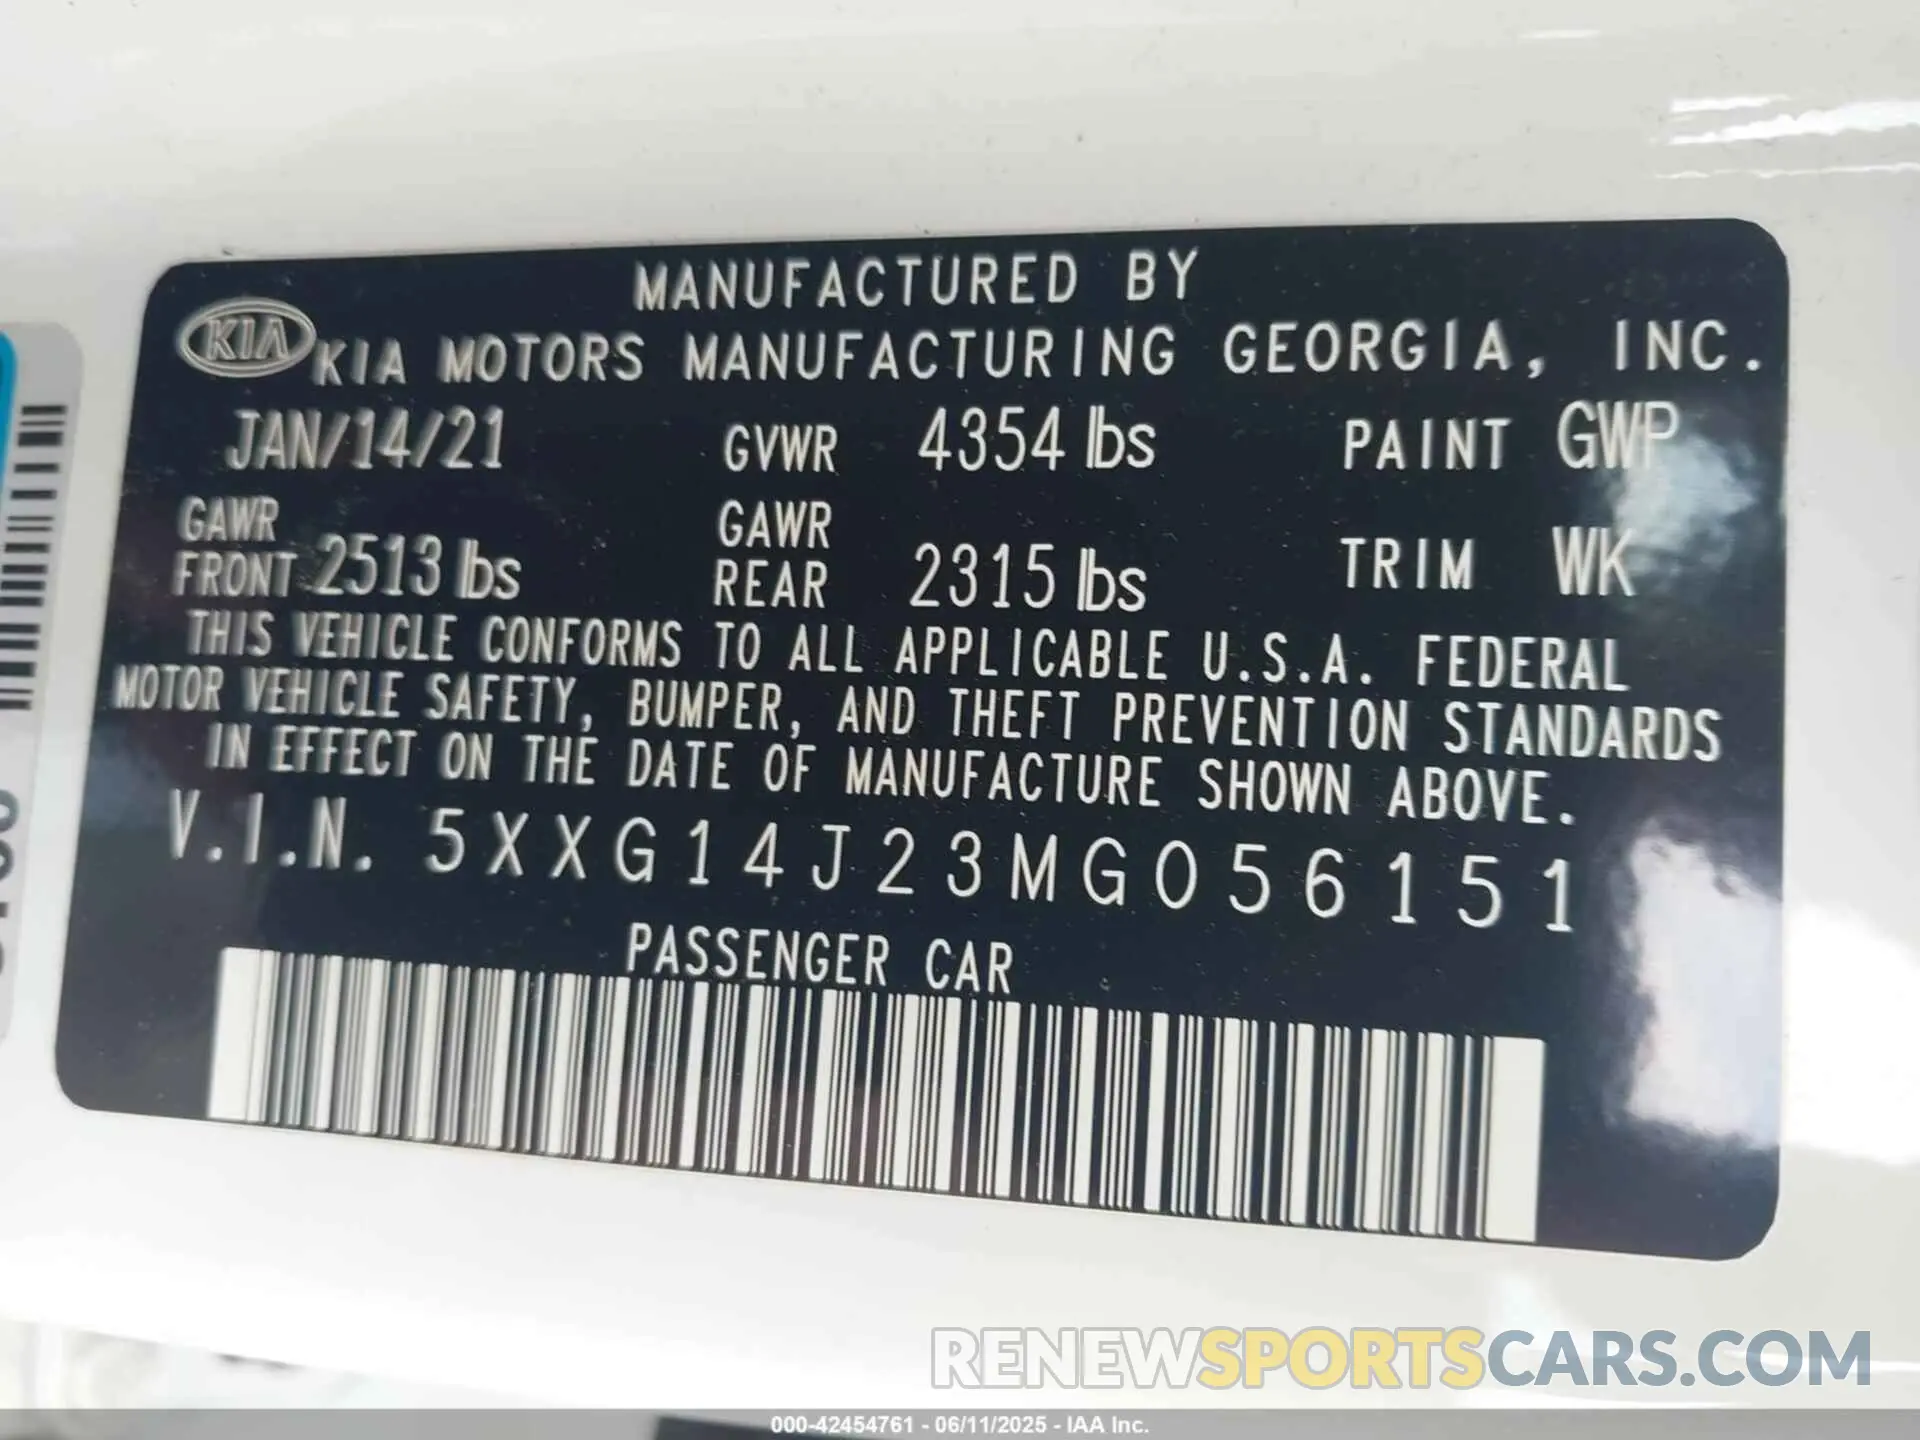 MANUFACTURED BY
KIA KIA MOTORS MANUFACTURING GEORGIA, INC.
JAN/14/21 GVWR 4354 lbs PAINT GWP
GAWR FRONT 2513 lbs GAWR REAR 2315 lbs TRIM WK
THIS VEHICLE CONFORMS TO ALL APPLICABLE U.S.A. FEDERAL
MOTOR VEHICLE SAFETY, BUMPER, AND THEFT PREVENTION STANDARDS
IN EFFECT ON THE DATE OF MANUFACTURE SHOWN ABOVE.
V.I.N. 5XXG14J23MG056151
PASSENGER CAR
RENEWSPORTSCARS.COM
000-42454761 - 06/11/2025 - IAA Inc.